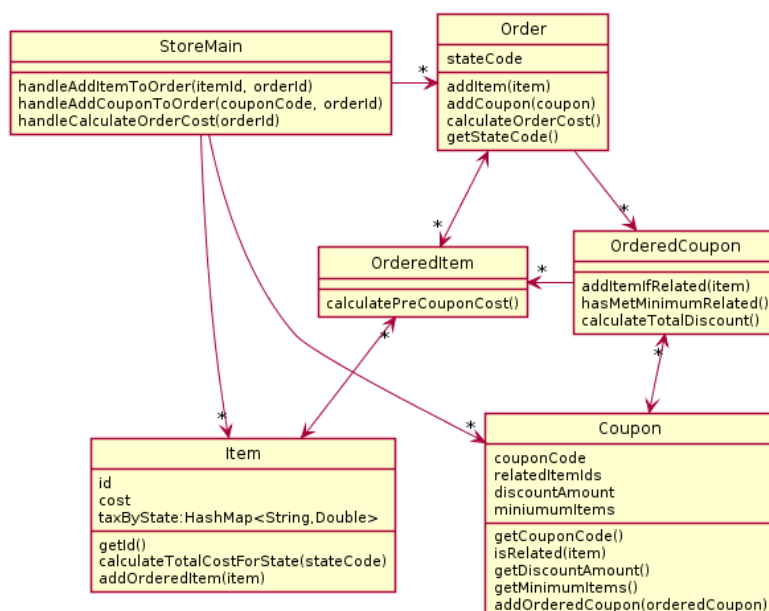 StoreMain
handleAddItemToOrder(itemId, orderId)
handleAddCouponToOrder(couponCode, orderId)
handleCalculateOrderCost(orderId)
*
Order
stateCode
addItem(item)
addCoupon(coupon)
calculateOrderCost()
getStateCode()
*
*
OrderedItem
calculatePreCouponCost()
*
OrderedCoupon
addItemIfRelated(item)
hasMetMinimumRelated()
calculateTotalDiscount()
*
*
*
*
Item
id
cost
taxByState:HashMap<String,Double>
getId()
calculateTotalCostForState(stateCode)
addOrderedItem(item)
Coupon
couponCode
relatedItemIds
discountAmount
miniumumItems
getCouponCode()
isRelated(item)
getDiscountAmount()
getMinimumItems()
addOrderedCoupon(orderedCoupon)